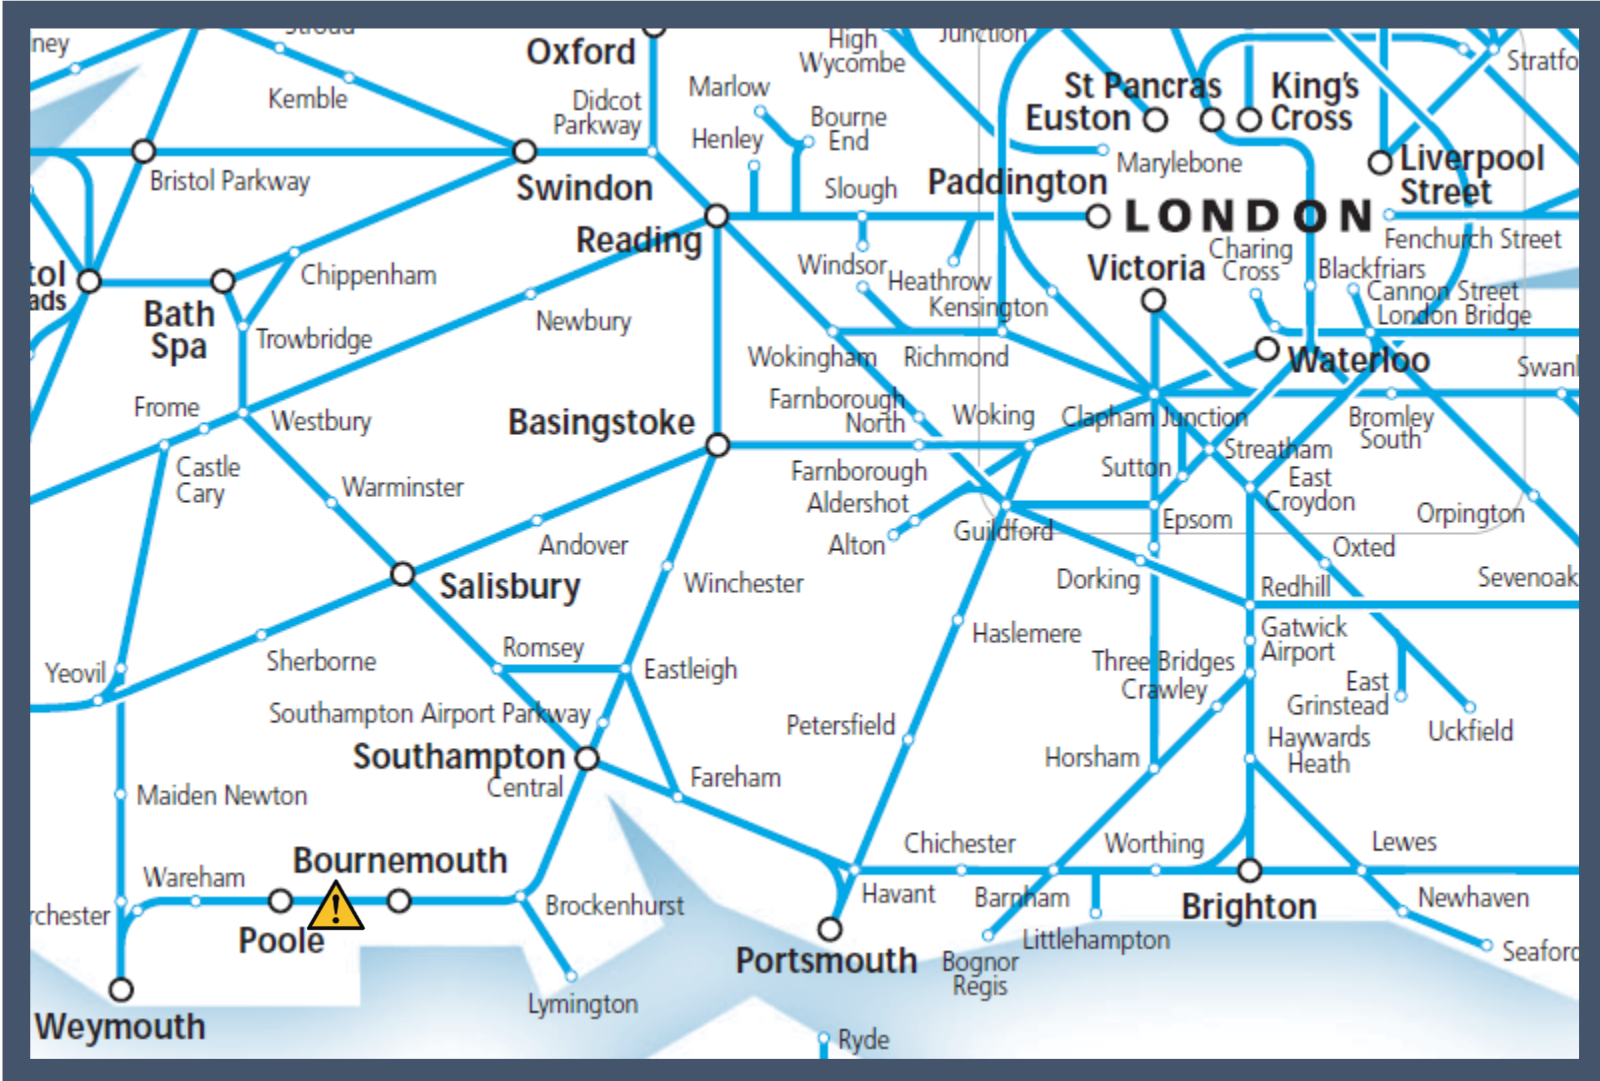 ney
Stroud
Kemble
Oxford
Didcot
Parkway
Marlow
Henley
Bourne
End
High
Wycombe
Junction
St Pancras
Euston
King's
Cross
Stratfo
Marylebone
Liverpool
Street
Bristol Parkway
Swindon
Slough
Paddington
LONDON
Reading
Fenchurch Street
tol
ads
Bath
Spa
Chippenham
Windsor
Heathrow
Kensington
Victoria
Charing
Cross
Blackfriars
Cannon Street
London Bridge
Trowbridge
Newbury
Wokingham
Richmond
Waterloo
Swanl
Frome
Westbury
Basingstoke
Farnborough
North
Woking
Clapham Junction
Bromley
South
Castle
Cary
Warminster
Farnborough
Aldershot
Alton
Guildford
Sutton
Streatham
East
Croydon
Epsom
Orpington
Andover
Salisbury
Winchester
Dorking
Oxted
Redhill
Sevenoak
Yeovil
Sherborne
Romsey
Eastleigh
Haslemere
Gatwick
Airport
Three Bridges
Crawley
East
Grinstead
Uckfield
Southampton Airport Parkway
Southampton
Central
Petersfield
Horsham
Haywards
Heath
Maiden Newton
Fareham
Bournemouth
Wareham
Chichester
Worthing
Lewes
rchester
Poole
Brockenhurst
Havant
Barnham
Brighton
Newhaven
Littlehampton
Seaford
Weymouth
Lymington
Portsmouth
Bognor
Regis
Ryde